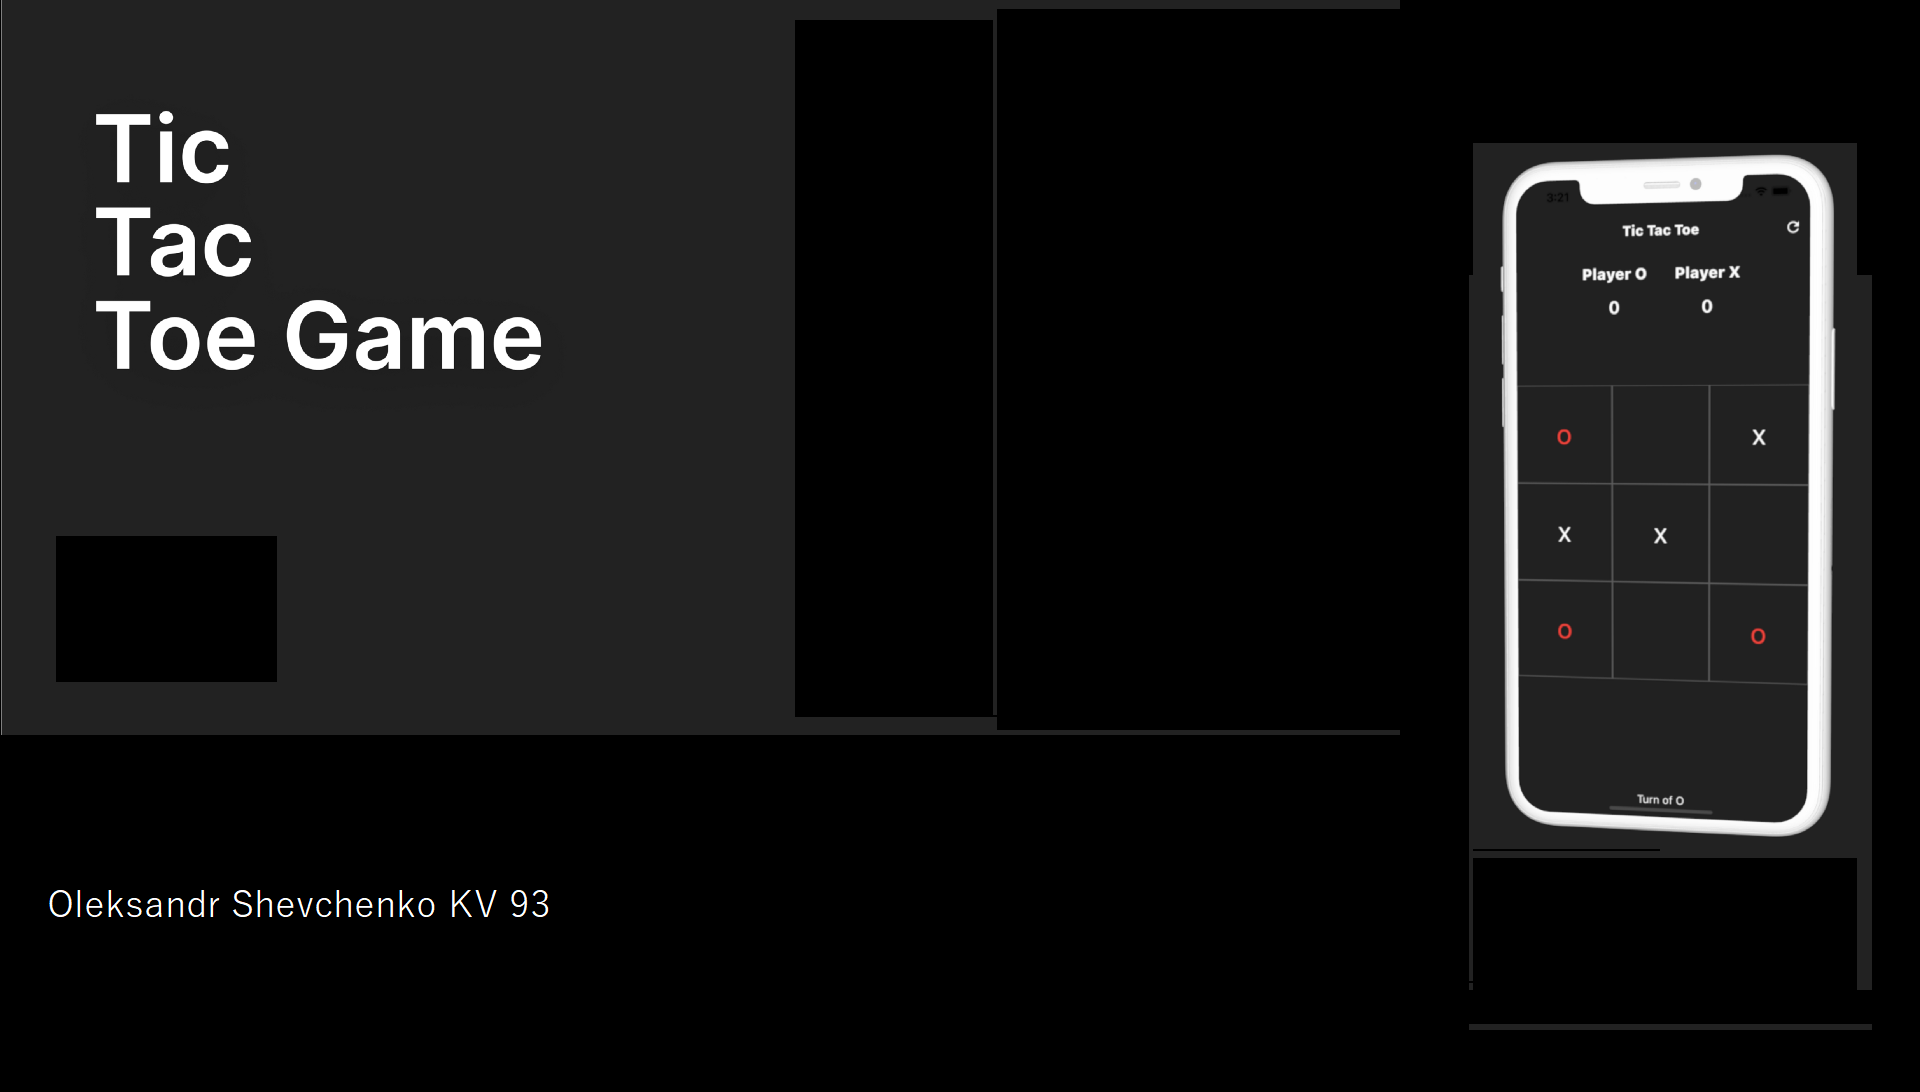 Tic
Tac
Toe Game
Oleksandr Shevchenko KV 93
3:21
Tic Tac Toe
Player O Player X
0 0
O X
X X
O O
Turn of O